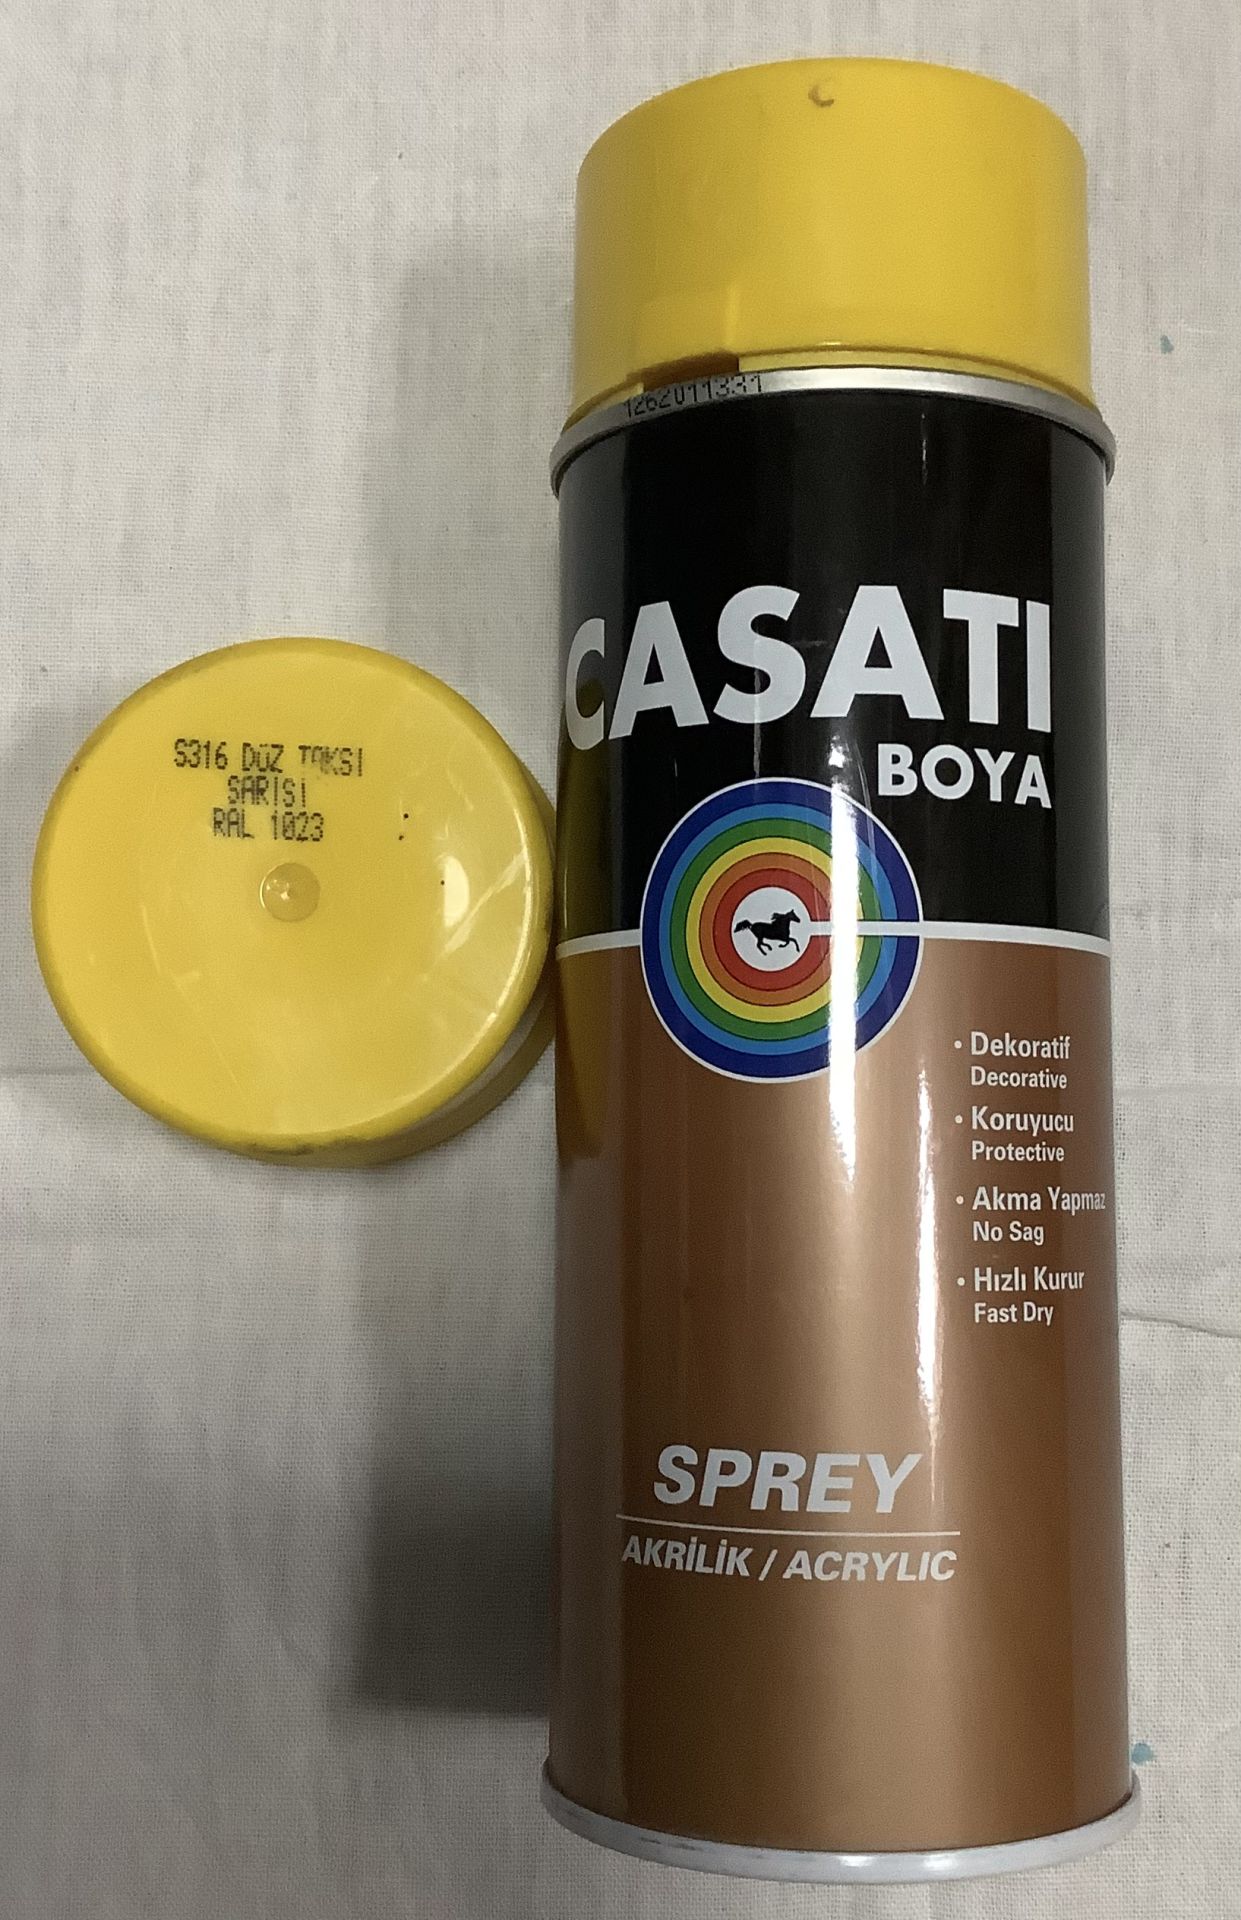 1262011331
CASATI
BOYA
S316 DÜZ TAKSİ
SARISI
RAL 1023
• Dekoratif
Decorative
• Koruyucu
Protective
• Akma Yapmaz
No Sag
• Hızlı Kurur
Fast Dry
SPREY
AKRİLİK / ACRYLIC